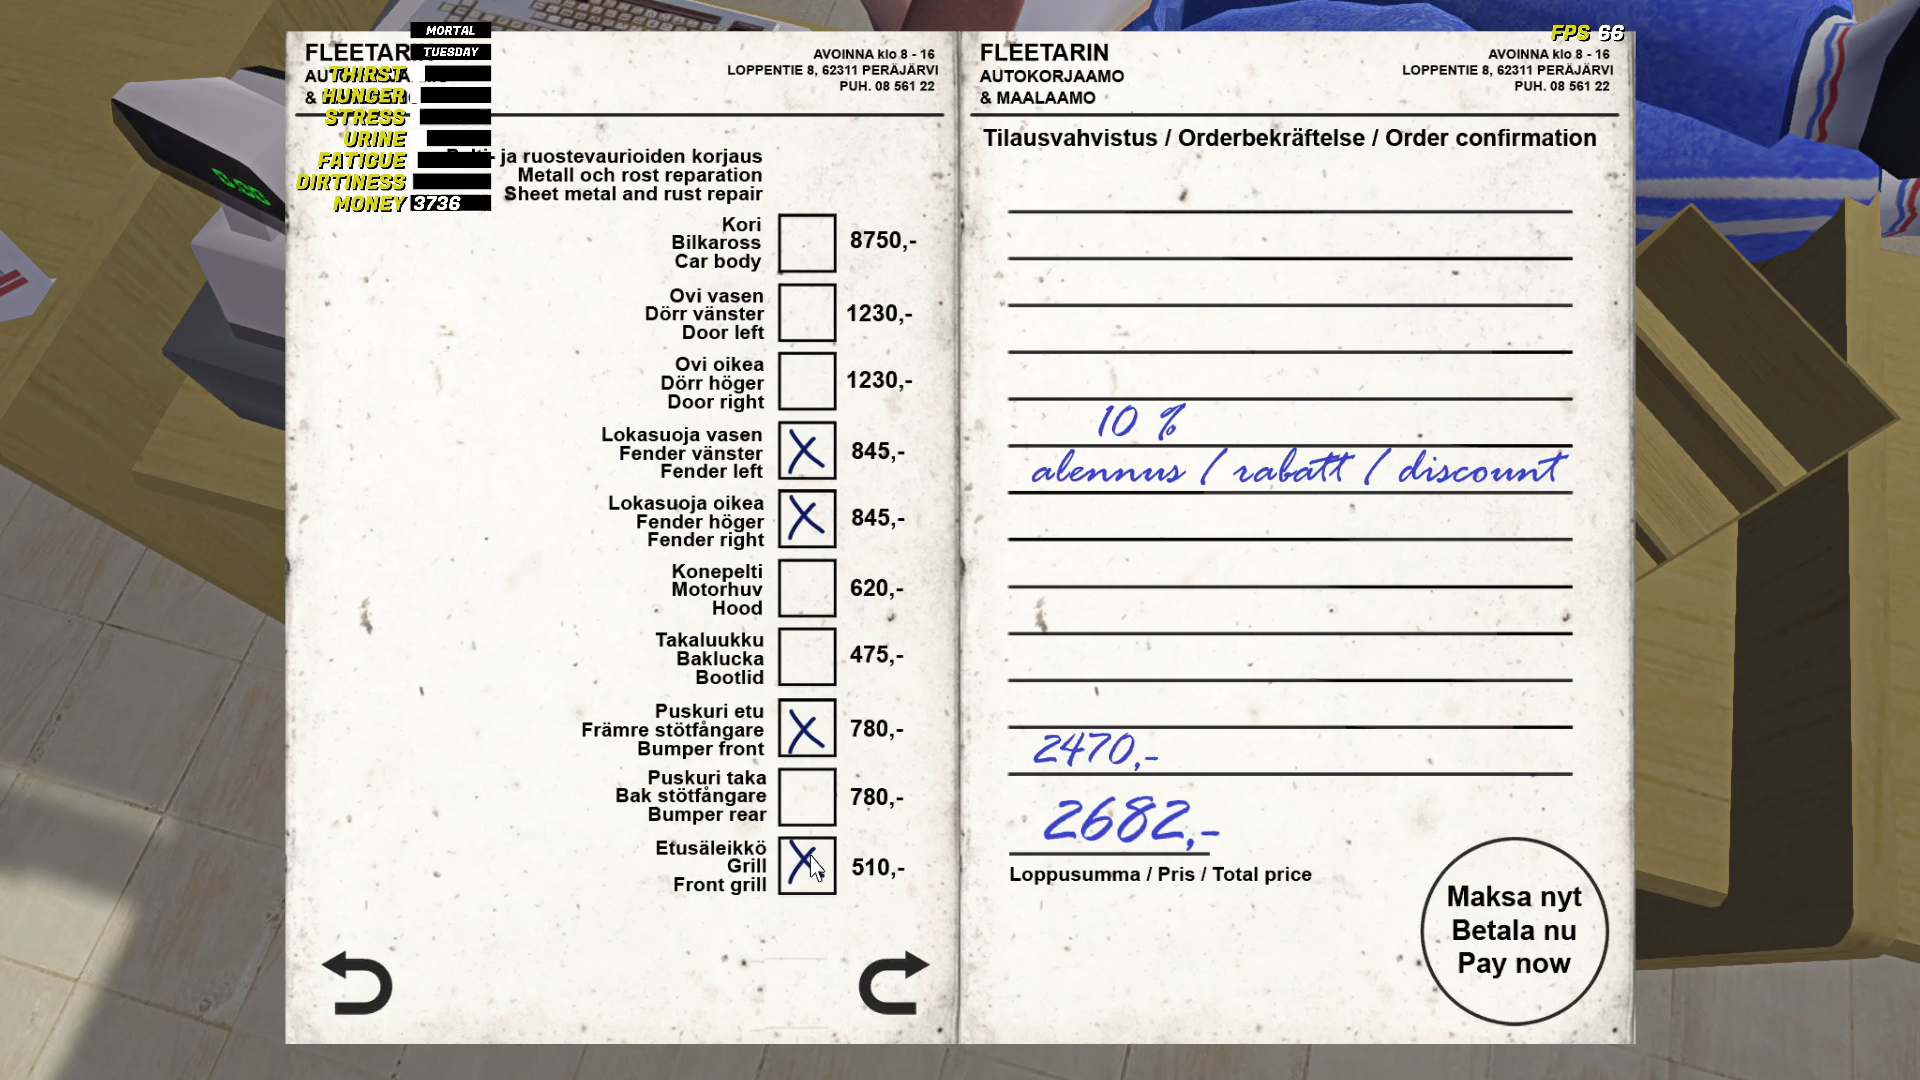 MORTAL
TUESDAY
THIRST
HUNGER
STRESS
URINE
FATIGUE
DIRTINESS
MONEY 3736
FPS 66
FLEETAR
AVOINNA klo 8 - 16
LOPPENTIE 8, 62311 PERÄJÄRVI
PUH. 08 561 22
&
ja ruostevaurioiden korjaus
Metall och rost reparation
Sheet metal and rust repair
Kori
Bilkaross
Car body
8750,-
Ovi vasen
Dörr vänster
Door left
1230,-
Ovi oikea
Dörr höger
Door right
1230,-
Lokasuoja vasen
Fender vänster
Fender left
X
845,-
Lokasuoja oikea
Fender höger
Fender right
X
845,-
Konepelti
Motorhuv
Hood
620,-
Takaluukku
Baklucka
Bootlid
475,-
Puskuri etu
Främre stötfångare
Bumper front
X
780,-
Puskuri taka
Bak stötfångare
Bumper rear
780,-
Etusäleikkö
Grill
Front grill
X
510,-
FLEETARIN
AUTOKORJAAMO
& MAALAAMO
AVOINNA klo 8 - 16
LOPPENTIE 8, 62311 PERÄJÄRVI
PUH. 08 561 22
Tilausvahvistus / Orderbekräftelse / Order confirmation
10 %
alennus / rabatt / discount
2470,-
2682,-
Loppusumma / Pris / Total price
Maksa nyt
Betala nu
Pay now